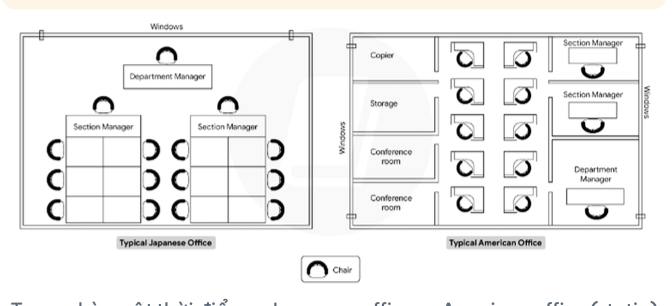 Windows
Department Manager
Section Manager
Section Manager
Typical Japanese Office
Windows
Copier
Storage
Conference
room
Conference
room
Section Manager
Section Manager
Department
Manager
Windows
Typical American Office
Chair